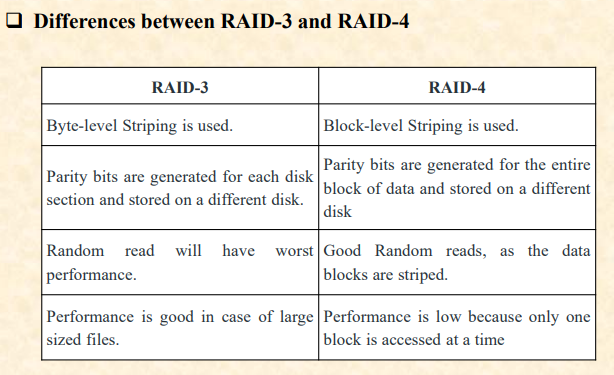 Differences between RAID-3 and RAID-4
RAID-3
RAID-4
Byte-level Striping is used.
Block-level Striping is used.
Parity bits are generated for each disk
section and stored on a different disk.
Parity bits are generated for the entire
block of data and stored on a different
disk
Random read will have worst
performance.
Good Random reads, as the data
blocks are striped.
Performance is good in case of large
sized files.
Performance is low because only one
block is accessed at a time